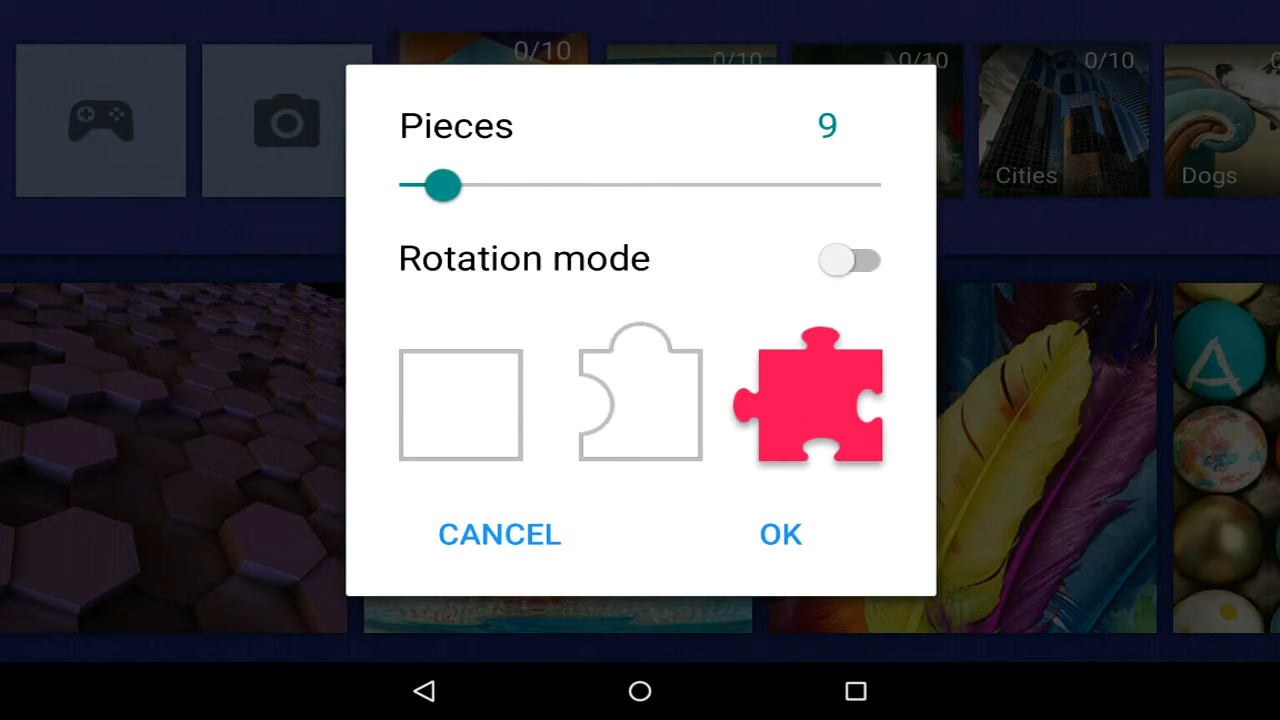 0/10
0/10
0/10
0/10
Cities
Dogs
Pieces
9
Rotation mode
CANCEL
OK
A